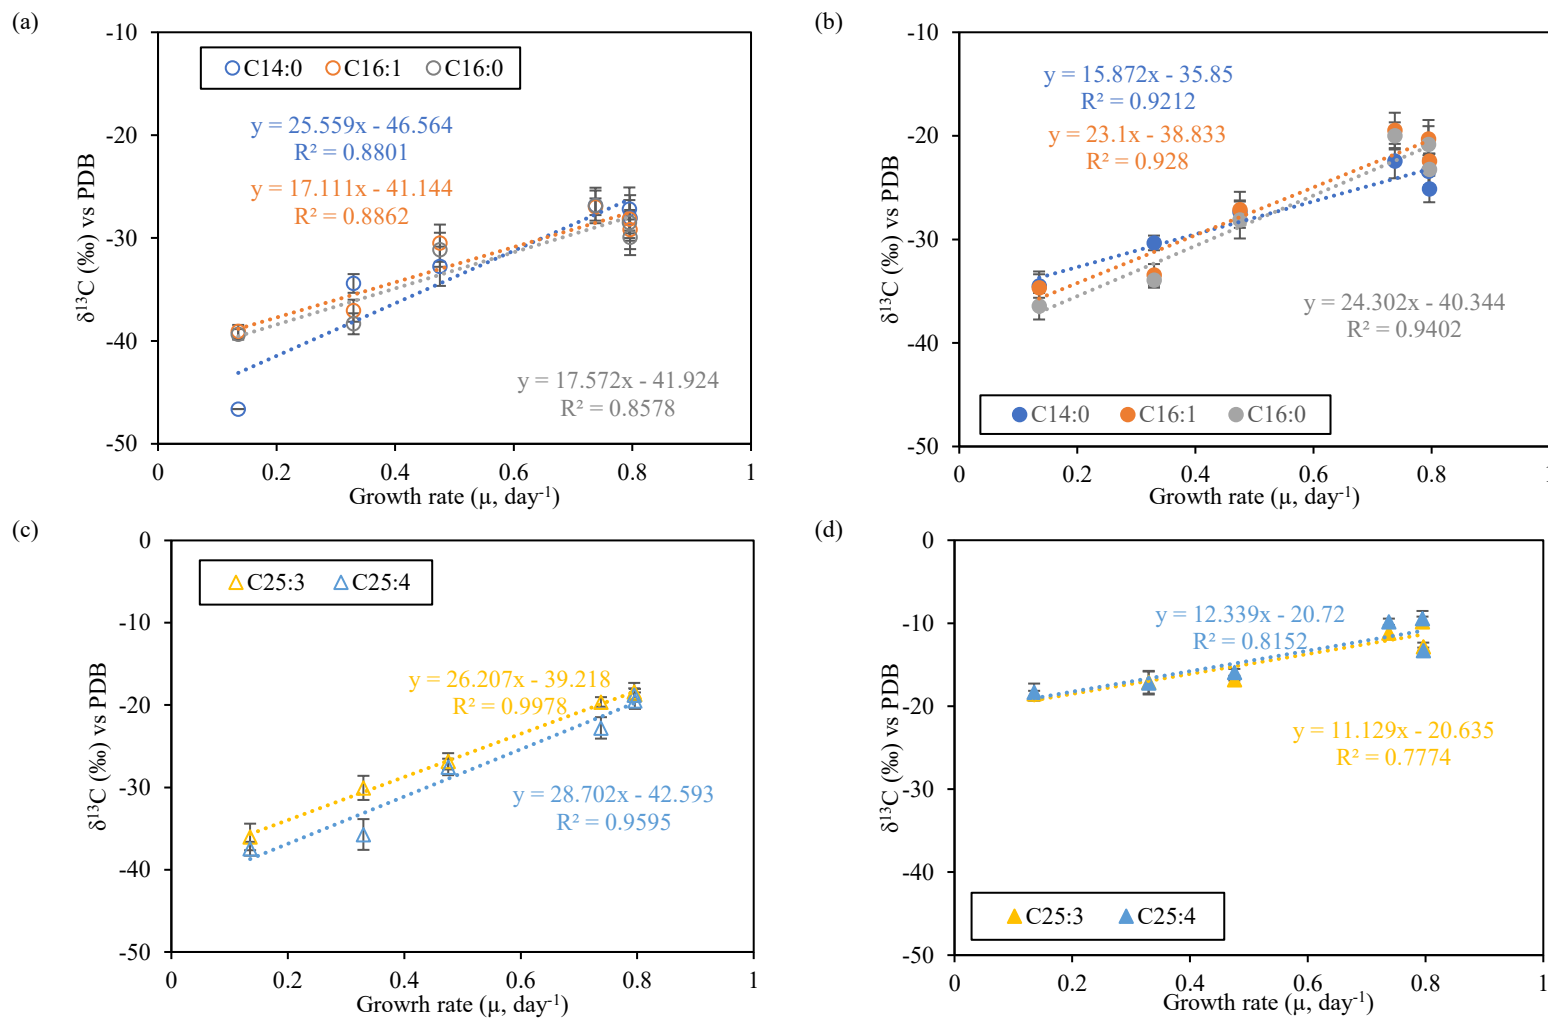 (a)
-10
-20
-30
-40
-50
δ¹³C (‰) vs PDB
C14:0 C16:1 C16:0
y = 25.559x - 46.564
R² = 0.8801
y = 17.111x - 41.144
R² = 0.8862
y = 17.572x - 41.924
R² = 0.8578
0 0.2 0.4 0.6 0.8 1
Growth rate (µ, day⁻¹)
(b)
-10
-20
-30
-40
-50
δ¹³C (‰) vs PDB
y = 15.872x - 35.85
R² = 0.9212
y = 23.1x - 38.833
R² = 0.928
y = 24.302x - 40.344
R² = 0.9402
C14:0 C16:1 C16:0
0 0.2 0.4 0.6 0.8 1
Growth rate (µ, day⁻¹)
(c)
0
-10
-20
-30
-40
-50
δ¹³C (‰) vs PDB
C25:3 C25:4
y = 26.207x - 39.218
R² = 0.9978
y = 28.702x - 42.593
R² = 0.9595
0 0.2 0.4 0.6 0.8 1
Growrh rate (µ, day⁻¹)
(d)
0
-10
-20
-30
-40
-50
δ¹³C (‰) vs PDB
y = 12.339x - 20.72
R² = 0.8152
y = 11.129x - 20.635
R² = 0.7774
C25:3 C25:4
0 0.2 0.4 0.6 0.8 1
Growth rate (µ, day⁻¹)